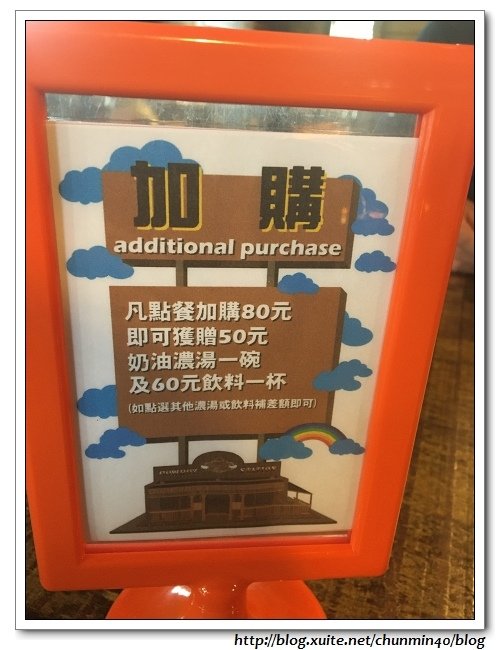 加 購
additional purchase
凡點餐加購80元
即可獲贈50元
奶油濃湯一碗
及60元飲料一杯
(如點選其他濃湯或飲料補差額即可)
http://blog.xuite.net/chunmin40/blog